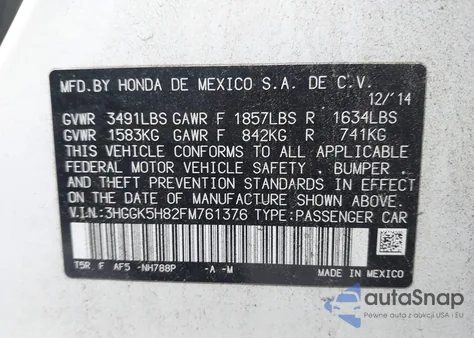 MFD.BY HONDA DE MEXICO S.A. DE C.V.
12/'14
GVWR 3491LBS GAWR F 1857LBS R 1634LBS
GVWR 1583KG GAWR F 842KG R 741KG
THIS VEHICLE CONFORMS TO ALL APPLICABLE
FEDERAL MOTOR VEHICLE SAFETY , BUMPER ,
AND THEFT PREVENTION STANDARDS IN EFFECT
ON THE DATE OF MANUFACTURE SHOWN ABOVE.
V.I.N.:3HGGK5H82FM761376 TYPE:PASSENGER CAR
T5R F AF5 -NH788P -A -M
MADE IN MEXICO
autoSnap
Pewne auta z aukcji USA i EU